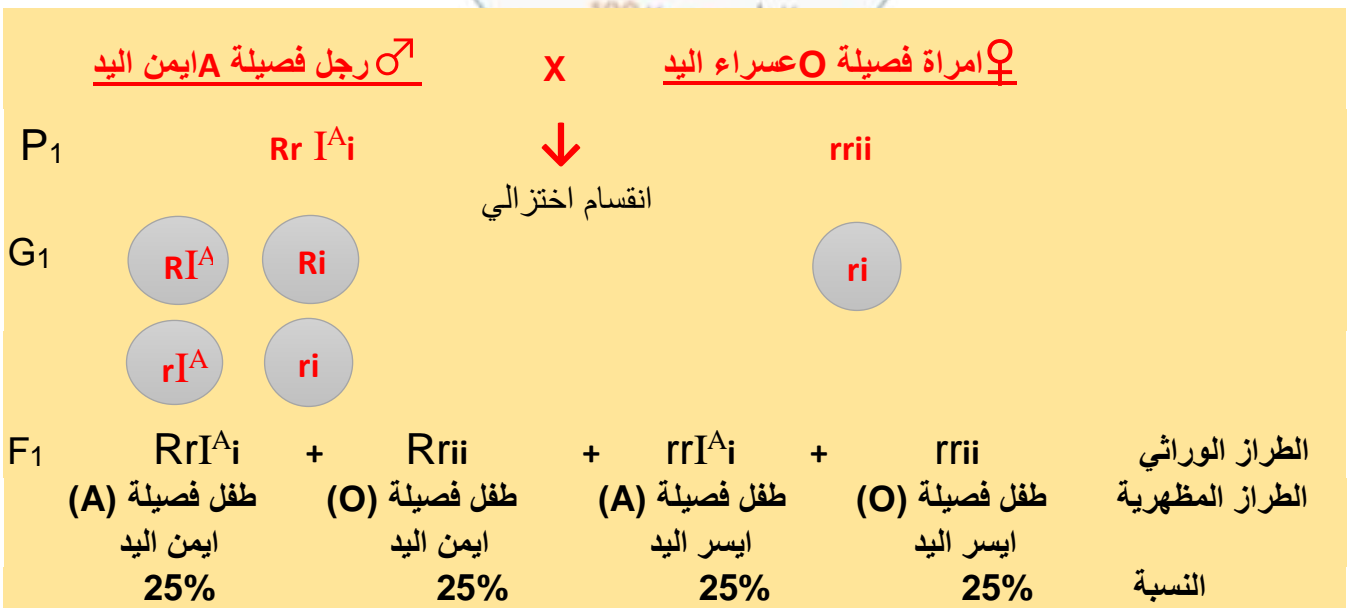 ♀امراة فصيلة Oعسراء اليد X ♂رجل فصيلة Aايمن اليد
P₁ Rr Iᴬi ↓ rrii
انقسام اختزالي
G₁ RIᴬ Ri ri
rIᴬ ri
F₁ RrIᴬi + Rrii + rrIᴬi + rrii الطراز الوراثي
طفل فصيلة (A) طفل فصيلة (O) طفل فصيلة (A) طفل فصيلة (O) الطراز المظهرية
ايمن اليد ايمن اليد ايسر اليد ايسر اليد
25% 25% 25% 25% النسبة